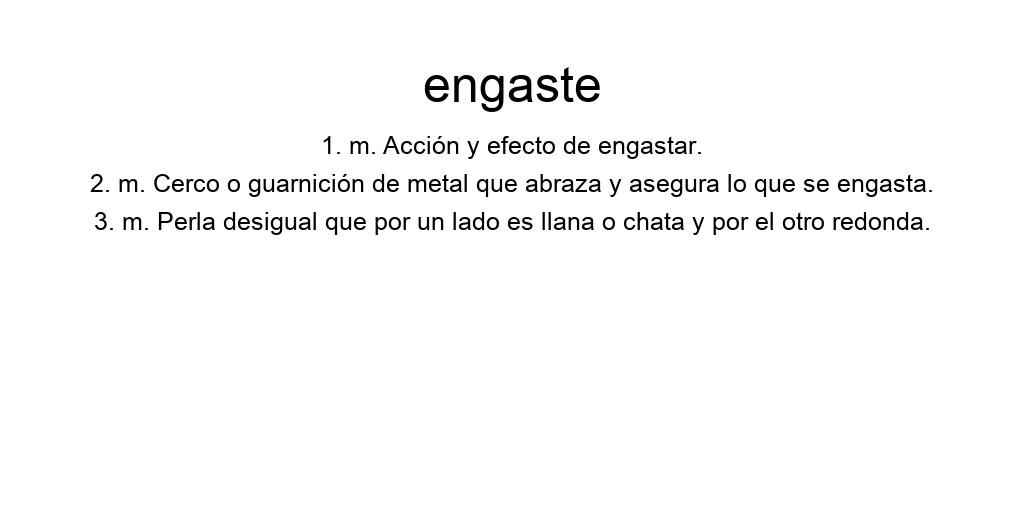 engaste
1. m. Acción y efecto de engastar.
2. m. Cerco o guarnición de metal que abraza y asegura lo que se engasta.
3. m. Perla desigual que por un lado es llana o chata y por el otro redonda.